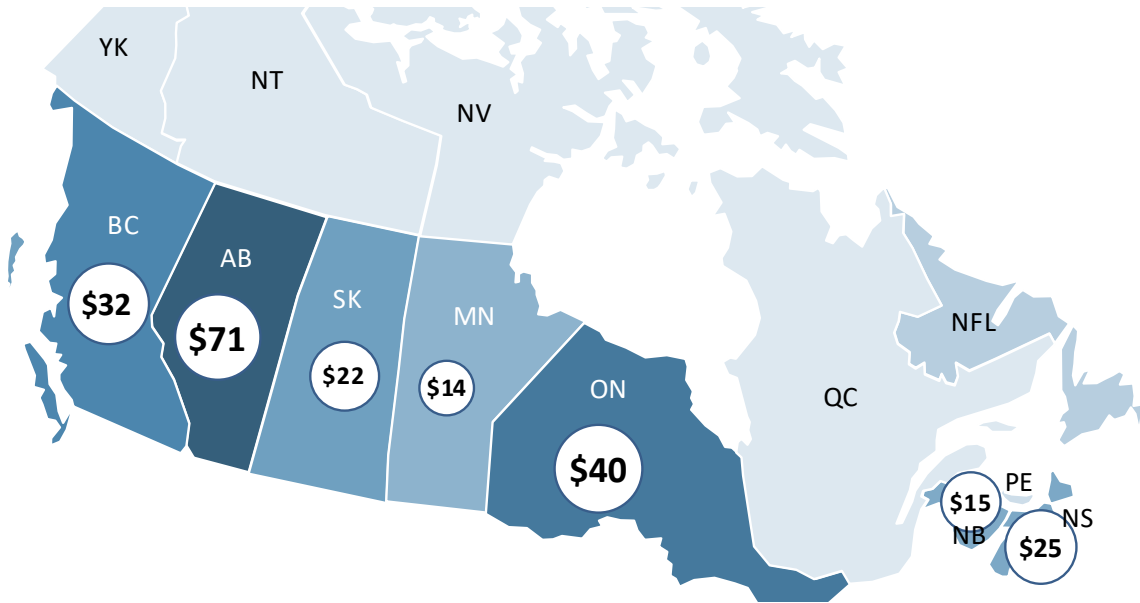 YK
NT
NV
BC
$32
AB
$71
SK
$22
MN
$14
ON
$40
QC
NFL
PE
$15
NB
NS
$25